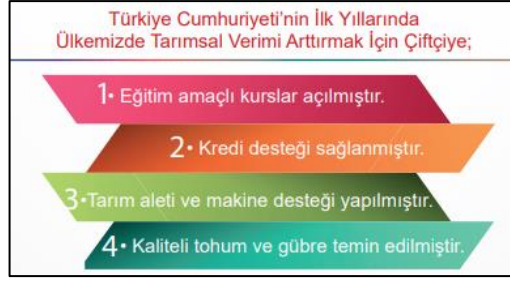 Türkiye Cumhuriyeti'nin İlk Yıllarında
Ülkemizde Tarımsal Verimi Arttırmak İçin Çiftçiye;
1• Eğitim amaçlı kurslar açılmıştır.
2• Kredi desteği sağlanmıştır.
3•Tarım aleti ve makine desteği yapılmıştır.
4• Kaliteli tohum ve gübre temin edilmiştir.